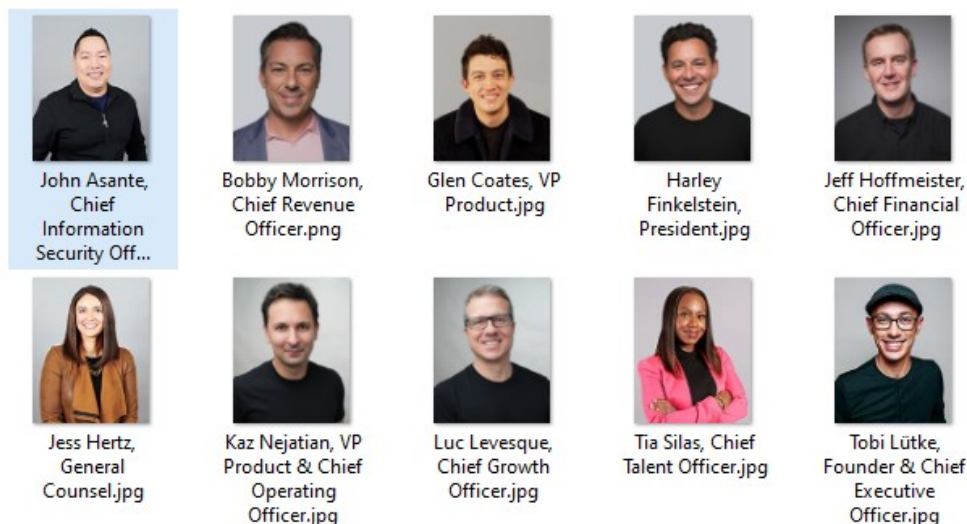 John Asante,
Chief
Information
Security Off...
Bobby Morrison,
Chief Revenue
Officer.png
Glen Coates, VP
Product.jpg
Harley
Finkelstein,
President.jpg
Jeff Hoffmeister,
Chief Financial
Officer.jpg
Jess Hertz,
General
Counsel.jpg
Kaz Nejatian, VP
Product & Chief
Operating
Officer.jpg
Luc Levesque,
Chief Growth
Officer.jpg
Tia Silas, Chief
Talent Officer.jpg
Tobi Lütke,
Founder & Chief
Executive
Officer.jpg